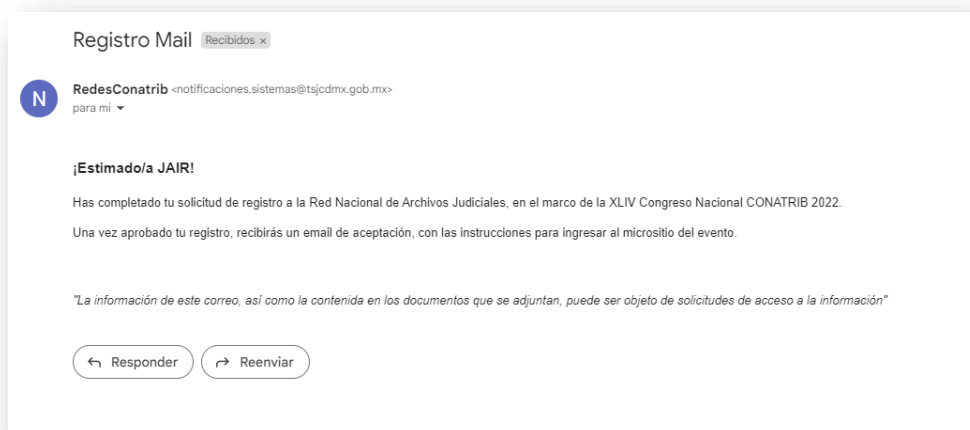 Registro Mail Recibidos ×
N
RedesConatrib <notificaciones.sistemas@tsjcdmx.gob.mx>
para mí
¡Estimado/a JAIR!
Has completado tu solicitud de registro a la Red Nacional de Archivos Judiciales, en el marco de la XLIV Congreso Nacional CONATRIB 2022.
Una vez aprobado tu registro, recibirás un email de aceptación, con las instrucciones para ingresar al micrositio del evento.
"La información de este correo, así como la contenida en los documentos que se adjuntan, puede ser objeto de solicitudes de acceso a la información"
Responder Reenviar